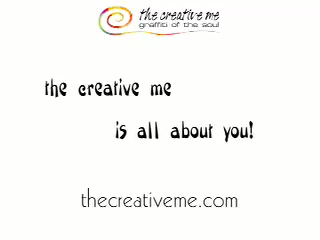 the creative me
graffiti of the soul
the creative me
is all about you!
thecreativeme.com